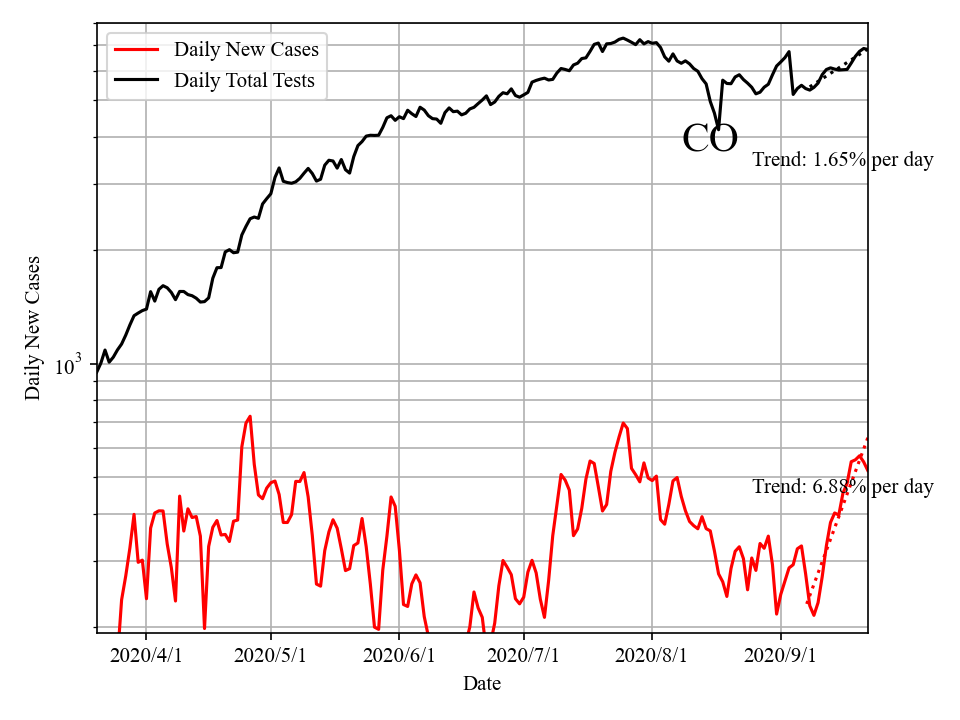 Daily New Cases
Daily Total Tests
CO
Trend: 1.65% per day
Daily New Cases
10³
Trend: 6.88% per day
2020/4/1
2020/5/1
2020/6/1
2020/7/1
2020/8/1
2020/9/1
Date